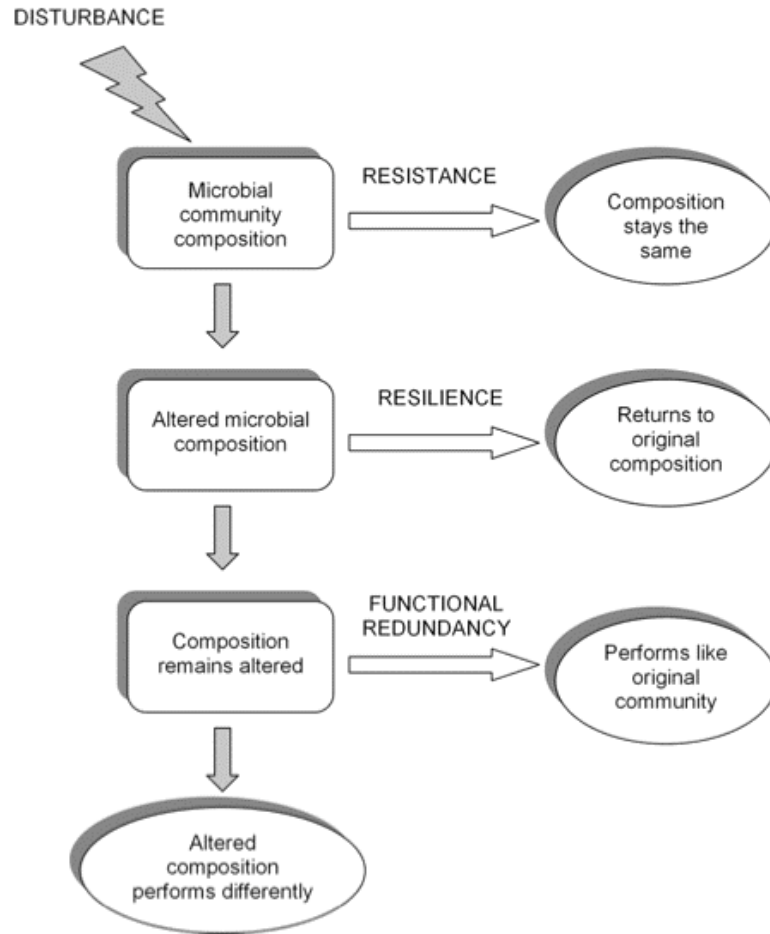 DISTURBANCE
Microbial
community
composition
RESISTANCE
Composition
stays the
same
Altered microbial
composition
RESILIENCE
Returns to
original
composition
Composition
remains altered
FUNCTIONAL
REDUNDANCY
Performs like
original
community
Altered
composition
performs differently